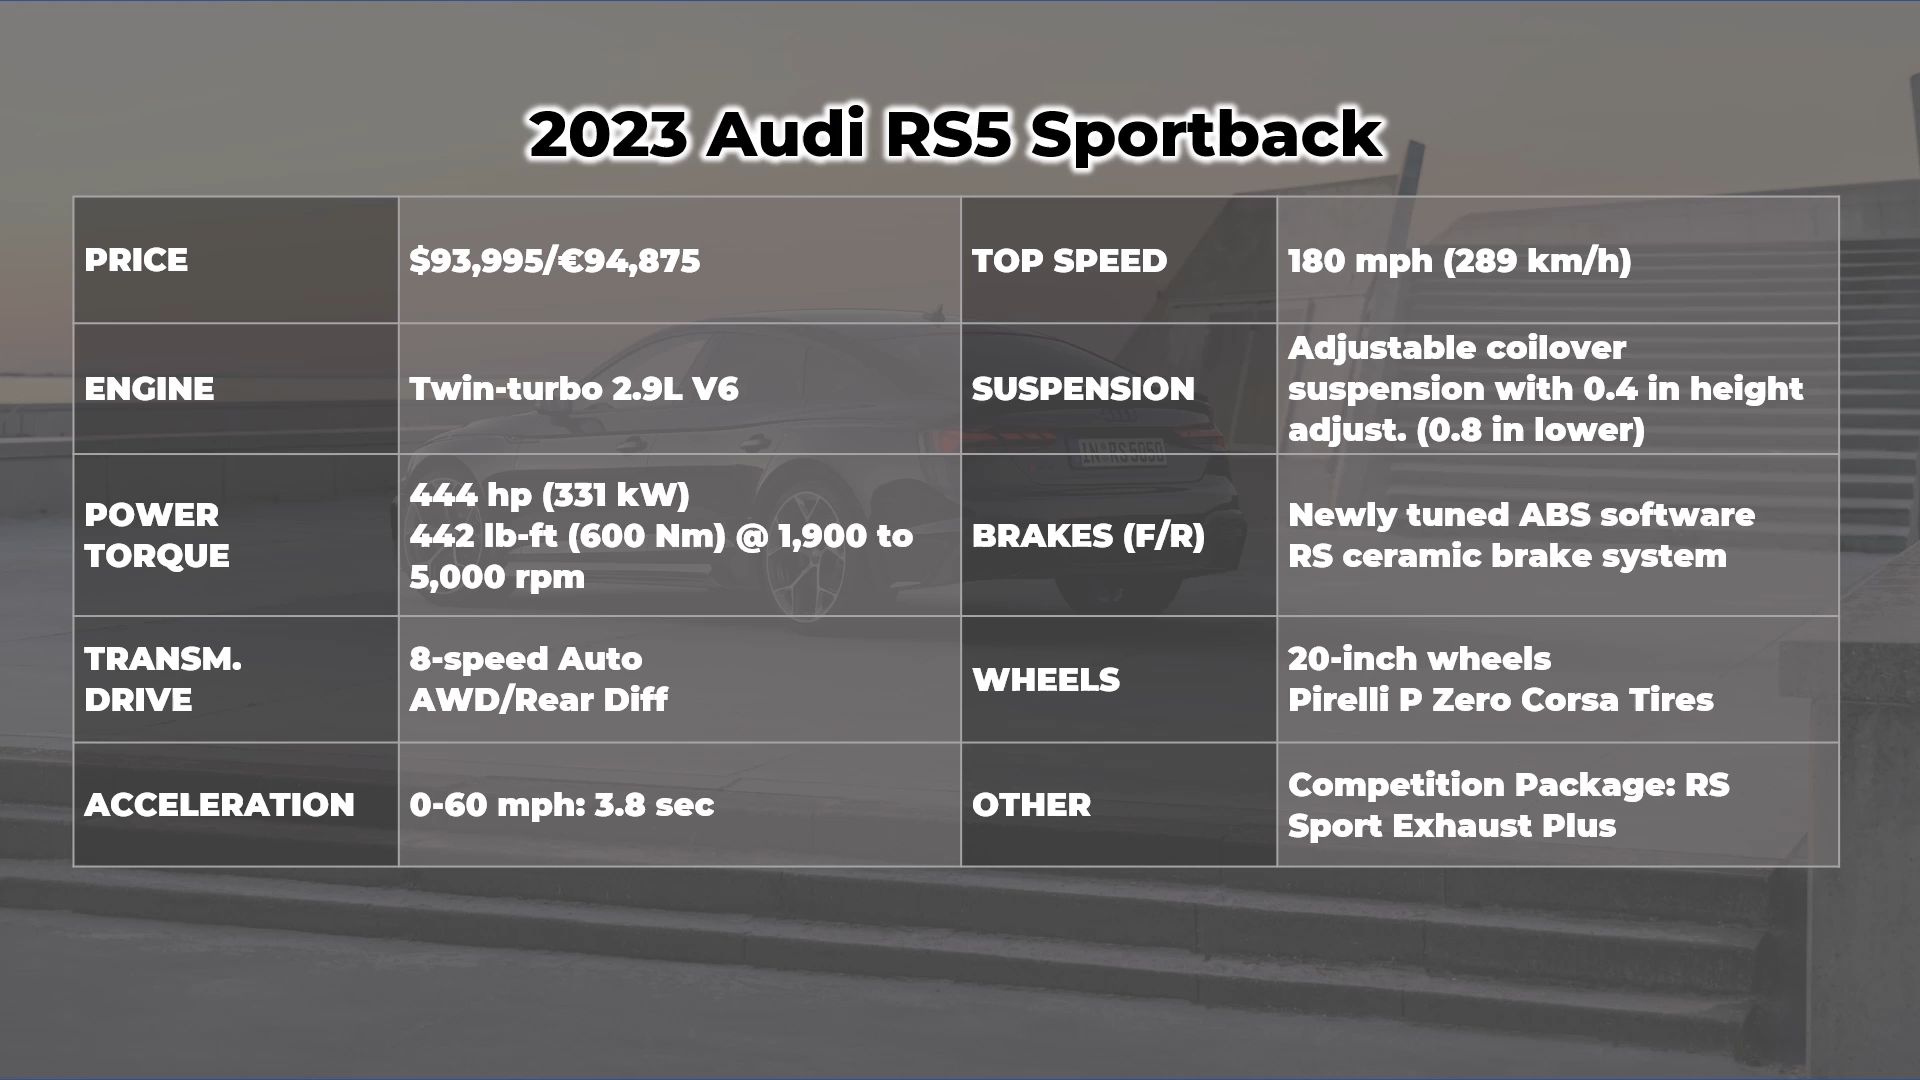 2023 Audi RS5 Sportback
PRICE
$93,995/€94,875
TOP SPEED
180 mph (289 km/h)
ENGINE
Twin-turbo 2.9L V6
SUSPENSION
Adjustable coilover
suspension with 0.4 in height
adjust. (0.8 in lower)
POWER
TORQUE
444 hp (331 kW)
442 lb-ft (600 Nm) @ 1,900 to
5,000 rpm
BRAKES (F/R)
Newly tuned ABS software
RS ceramic brake system
TRANSM.
DRIVE
8-speed Auto
AWD/Rear Diff
WHEELS
20-inch wheels
Pirelli P Zero Corsa Tires
ACCELERATION
0-60 mph: 3.8 sec
OTHER
Competition Package: RS
Sport Exhaust Plus
IN RS5050